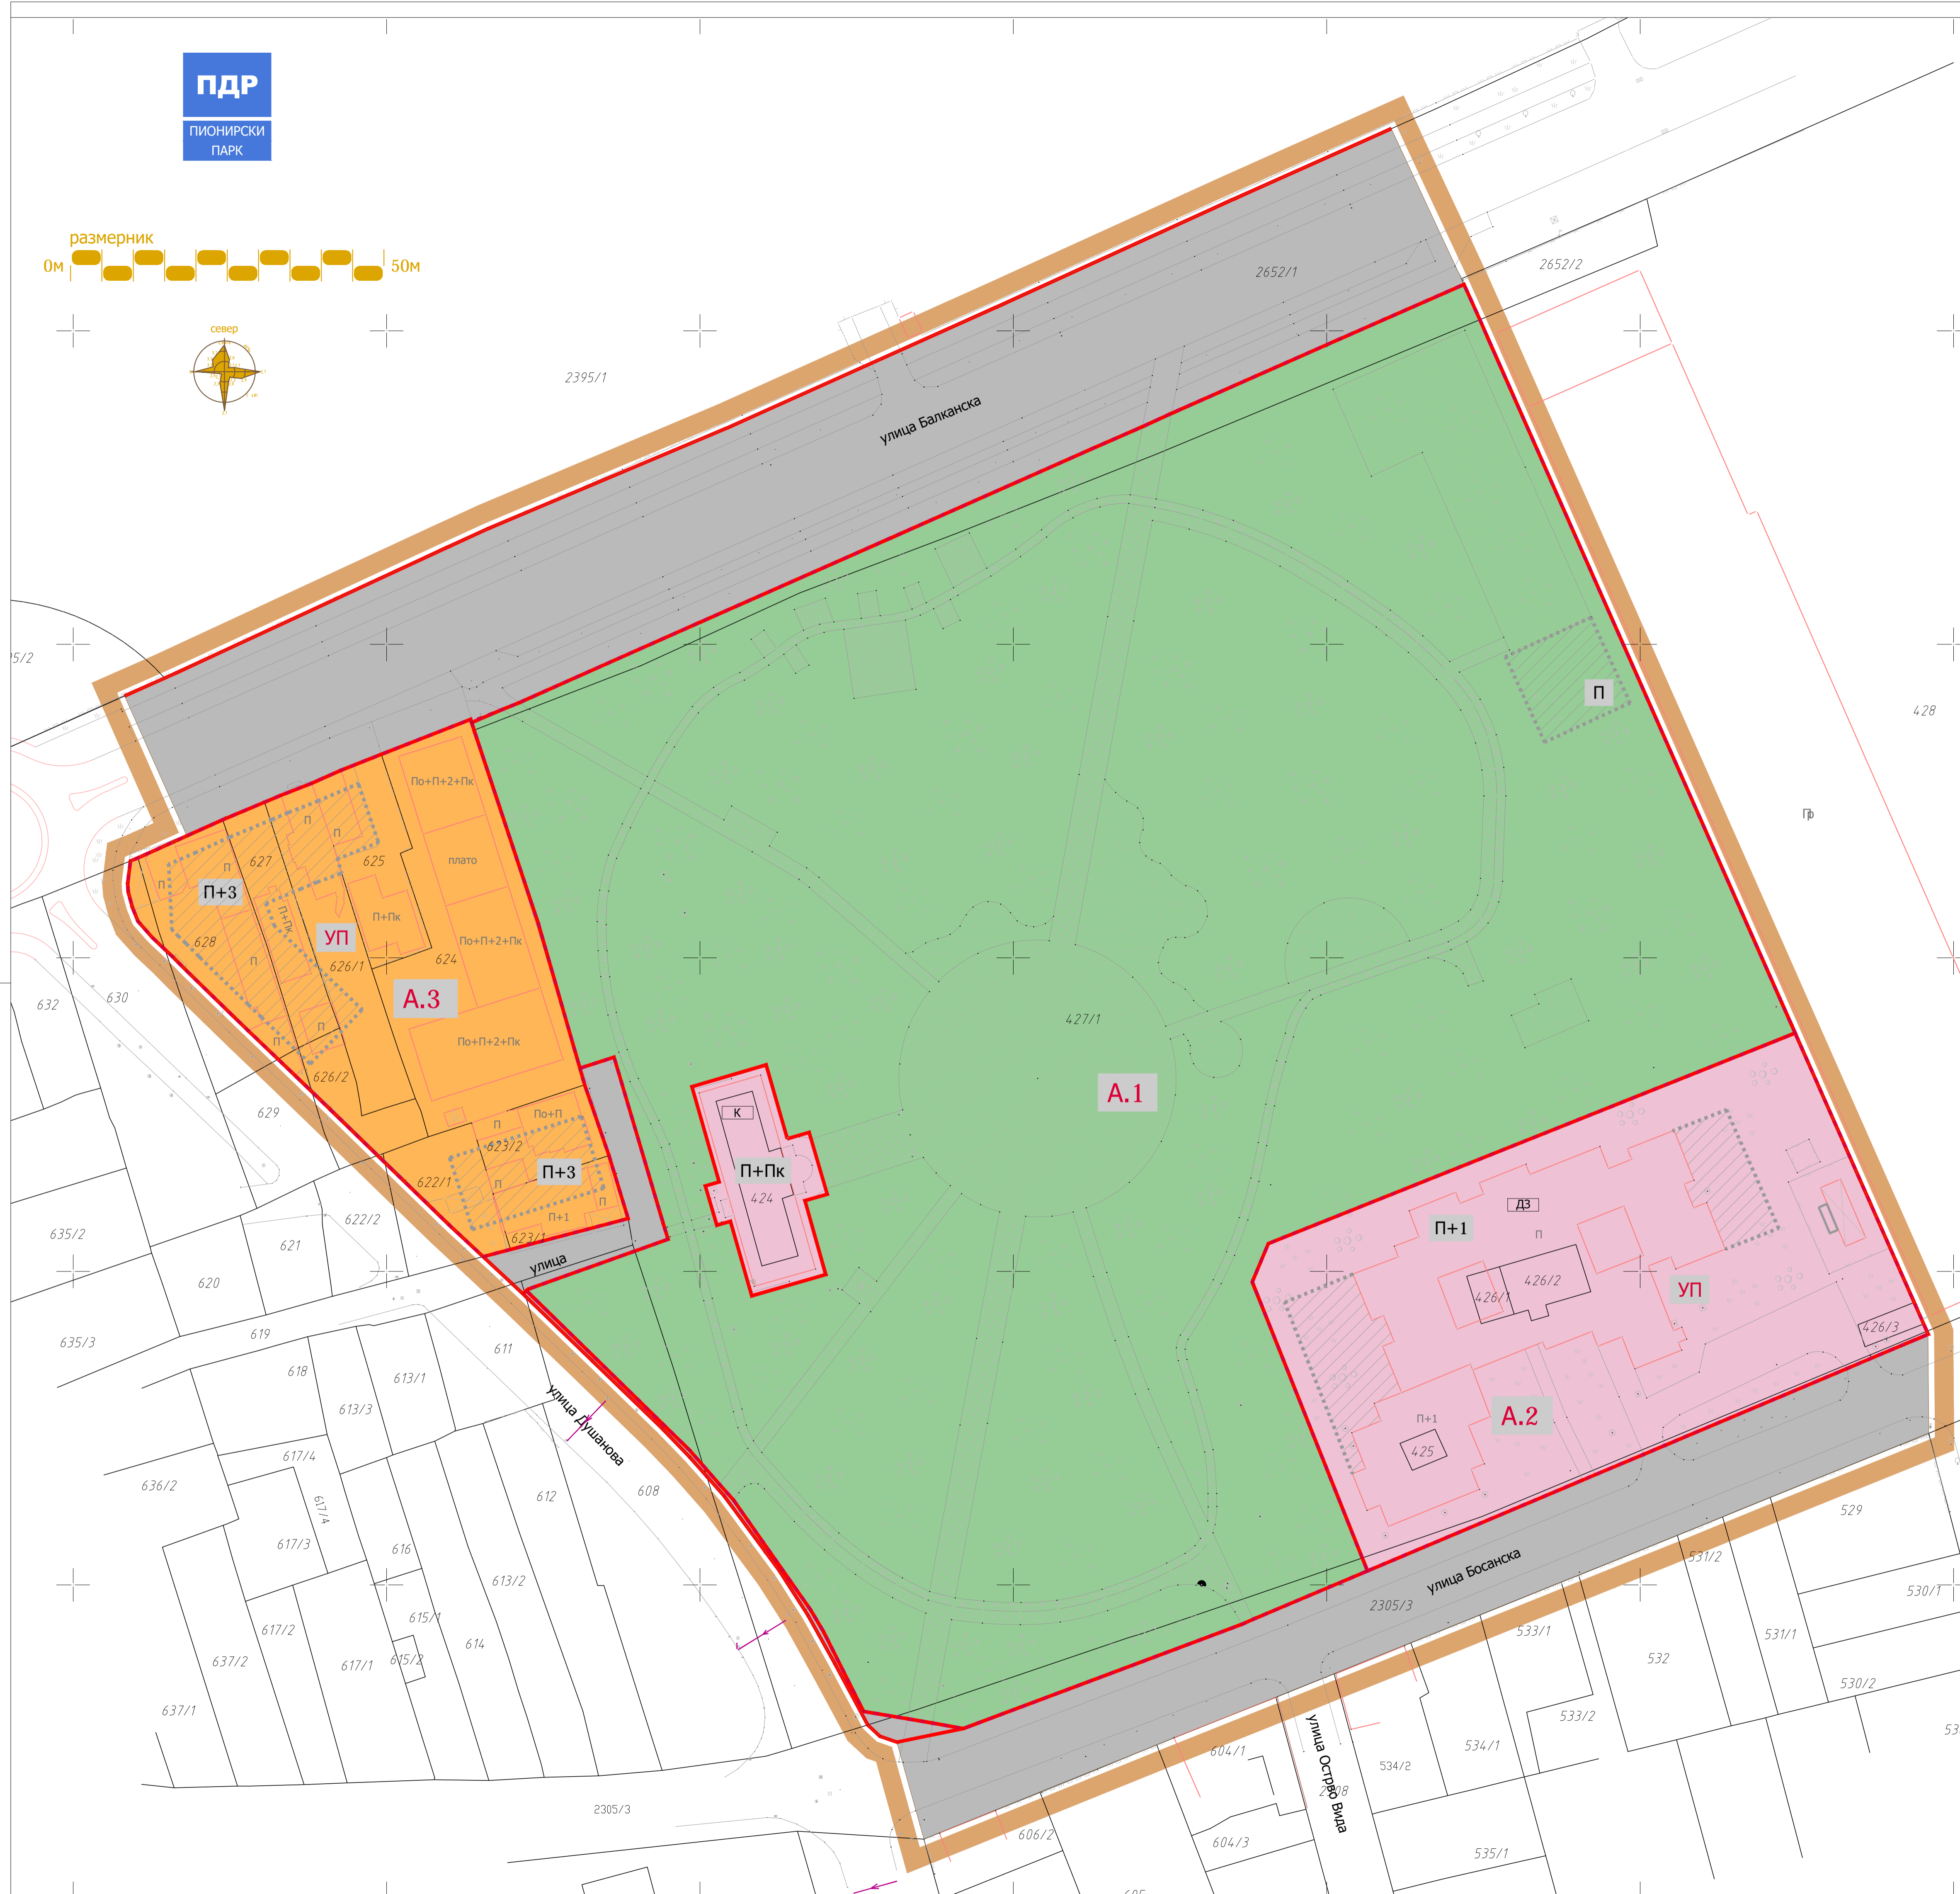 ПДР
ПИОНИРСКИ
ПАРК
размерник
0м
50м
север
2652/1
2652/2
2395/1
улица Балканска
5/2
П
428
По+П+2+Пк
П
П
627
625
плато
П
П
П+3
П+Пк
П+Пк
УП
628
По+П+2+Пк
624
П
626/1
А.3
630
632
427/1
П
По+П+2+Пк
П
626/2
А.1
629
К
По+П
П
623/2
П+3
П+Пк
622/1
П
424
П
ДЗ
622/2
П+1
П+1
П
635/2
621
623/1
улица
620
426/2
УП
426/1
426/3
619
635/3
611
618
613/1
613/3
улица Душанова
А.2
П+1
425
617/4
636/2
608
612
617/4
529
617/3
616
улица Босанска
531/2
613/2
530/1
2305/3
615/1
617/2
533/1
531/1
614
637/2
617/1
615/2
532
530/2
637/1
533/2
53
534/1
604/1
534/2
улица Острво Вида
2308
2305/3
606/2
604/3
535/1